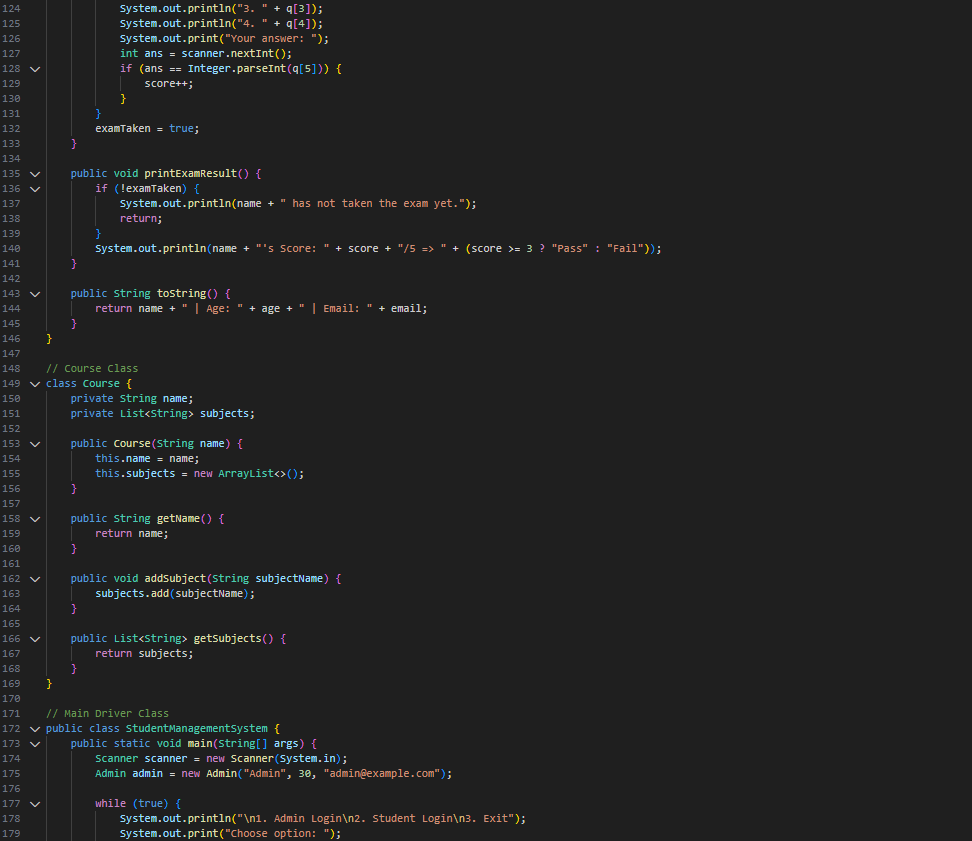 124 System.out.println("3. " + q[3]);
125 System.out.println("4. " + q[4]);
126 System.out.print("Your answer: ");
127 int ans = scanner.nextInt();
128 if (ans == Integer.parseInt(q[5])) {
129 score++;
130 }
131 }
132 examTaken = true;
133 }
134
135 public void printExamResult() {
136 if (!examTaken) {
137 System.out.println(name + " has not taken the exam yet.");
138 return;
139 }
140 System.out.println(name + "'s Score: " + score + "/5 => " + (score >= 3 ? "Pass" : "Fail"));
141 }
142
143 public String toString() {
144 return name + " | Age: " + age + " | Email: " + email;
145 }
146 }
147
148 // Course Class
149 class Course {
150 private String name;
151 private List<String> subjects;
152
153 public Course(String name) {
154 this.name = name;
155 this.subjects = new ArrayList<>();
156 }
157
158 public String getName() {
159 return name;
160 }
161
162 public void addSubject(String subjectName) {
163 subjects.add(subjectName);
164 }
165
166 public List<String> getSubjects() {
167 return subjects;
168 }
169 }
170
171 // Main Driver Class
172 public class StudentManagementSystem {
173 public static void main(String[] args) {
174 Scanner scanner = new Scanner(System.in);
175 Admin admin = new Admin("Admin", 30, "admin@example.com");
176
177 while (true) {
178 System.out.println("\n1. Admin Login\n2. Student Login\n3. Exit");
179 System.out.print("Choose option: ");